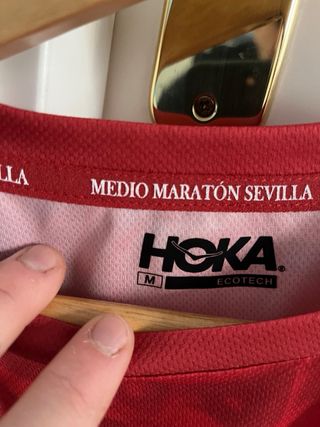 LLA
MEDIO MARATÓN SEVILLA
HOKA
M
ECOTECH